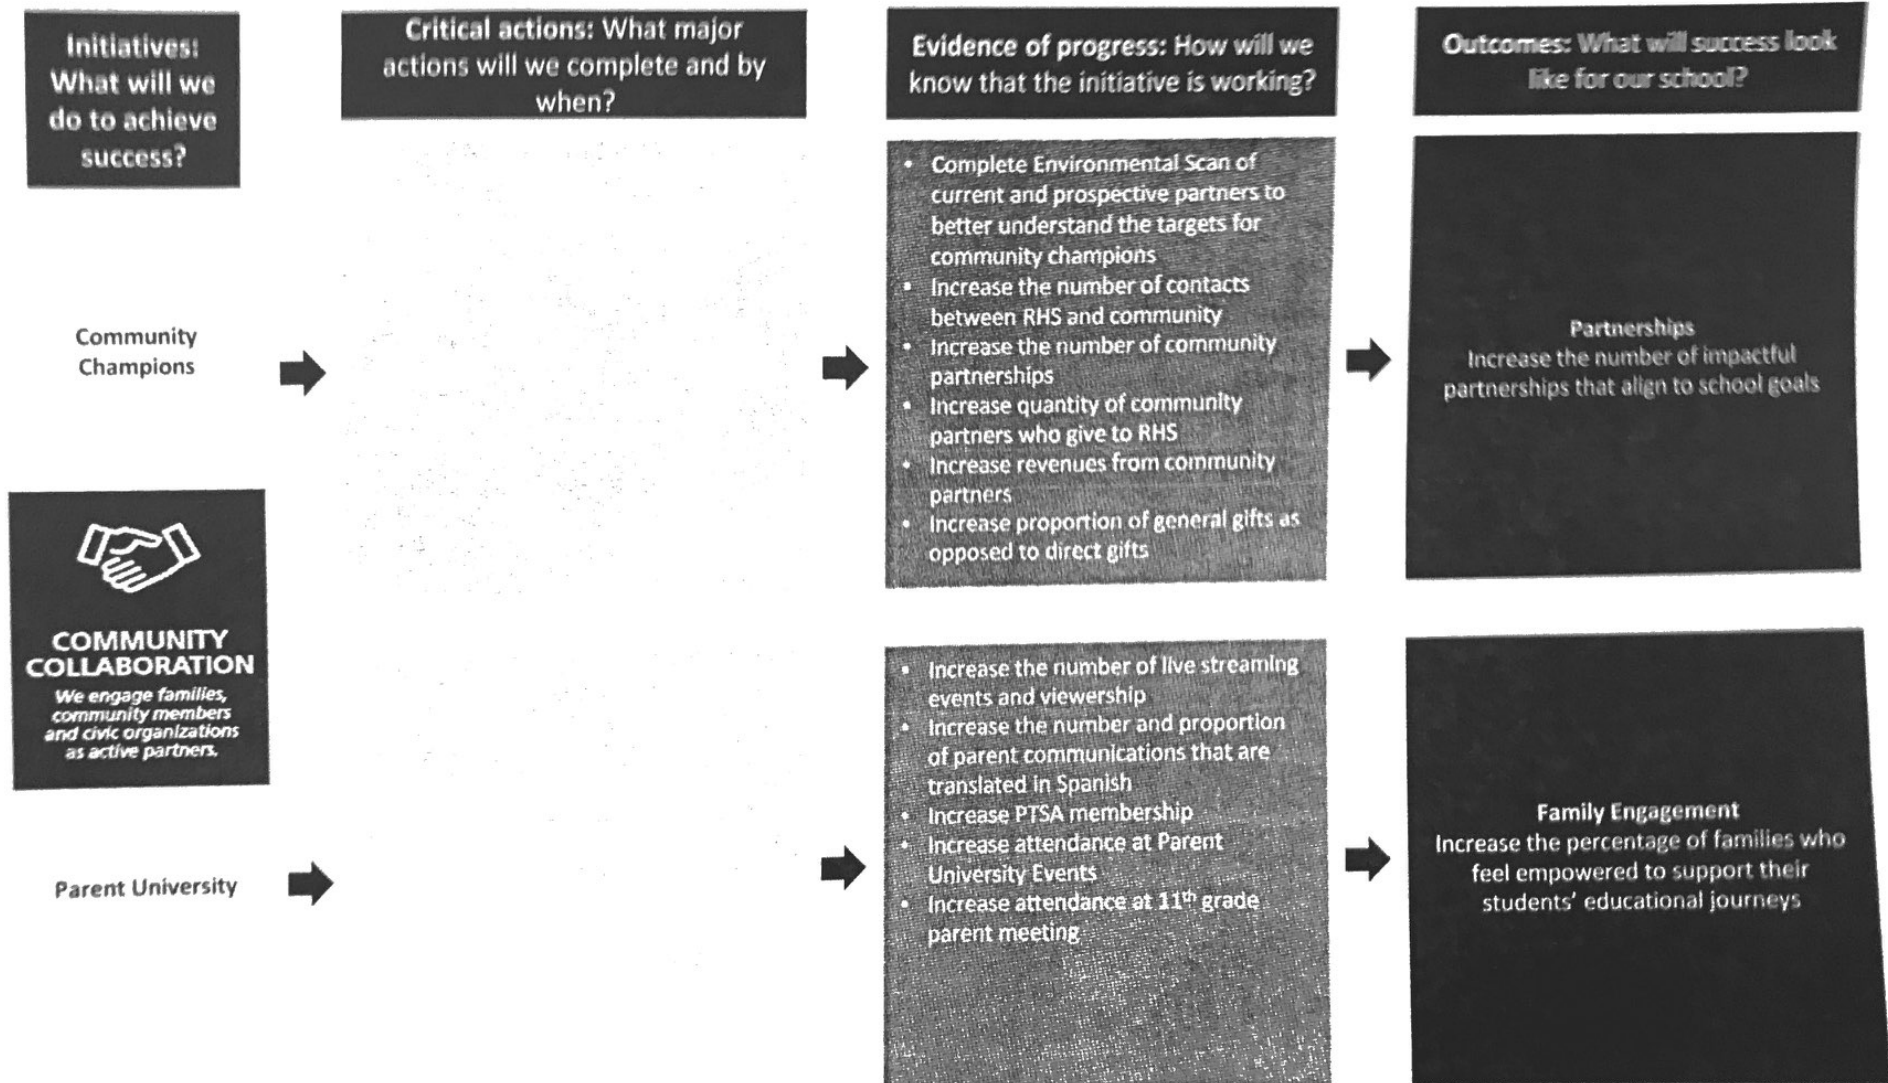 Initiatives:
What will we
do to achieve
success?
Critical actions: What major
actions will we complete and by
when?
Evidence of progress: How will we
know that the initiative is working?
Outcomes: What will success look
like for our school?
Community
Champions
• Complete Environmental Scan of
current and prospective partners to
better understand the targets for
community champions
• Increase the number of contacts
between RHS and community
• Increase the number of community
partnerships
• Increase quantity of community
partners who give to RHS
• Increase revenues from community
partners
• Increase proportion of general gifts as
opposed to direct gifts
Partnerships
Increase the number of impactful
partnerships that align to school goals
COMMUNITY
COLLABORATION
We engage families,
community members
and civic organizations
as active partners.
Parent University
• Increase the number of live streaming
events and viewership
• Increase the number and proportion
of parent communications that are
translated in Spanish
• Increase PTSA membership
• Increase attendance at Parent
University Events
• Increase attendance at 11th grade
parent meeting
Family Engagement
Increase the percentage of families who
feel empowered to support their
students' educational journeys